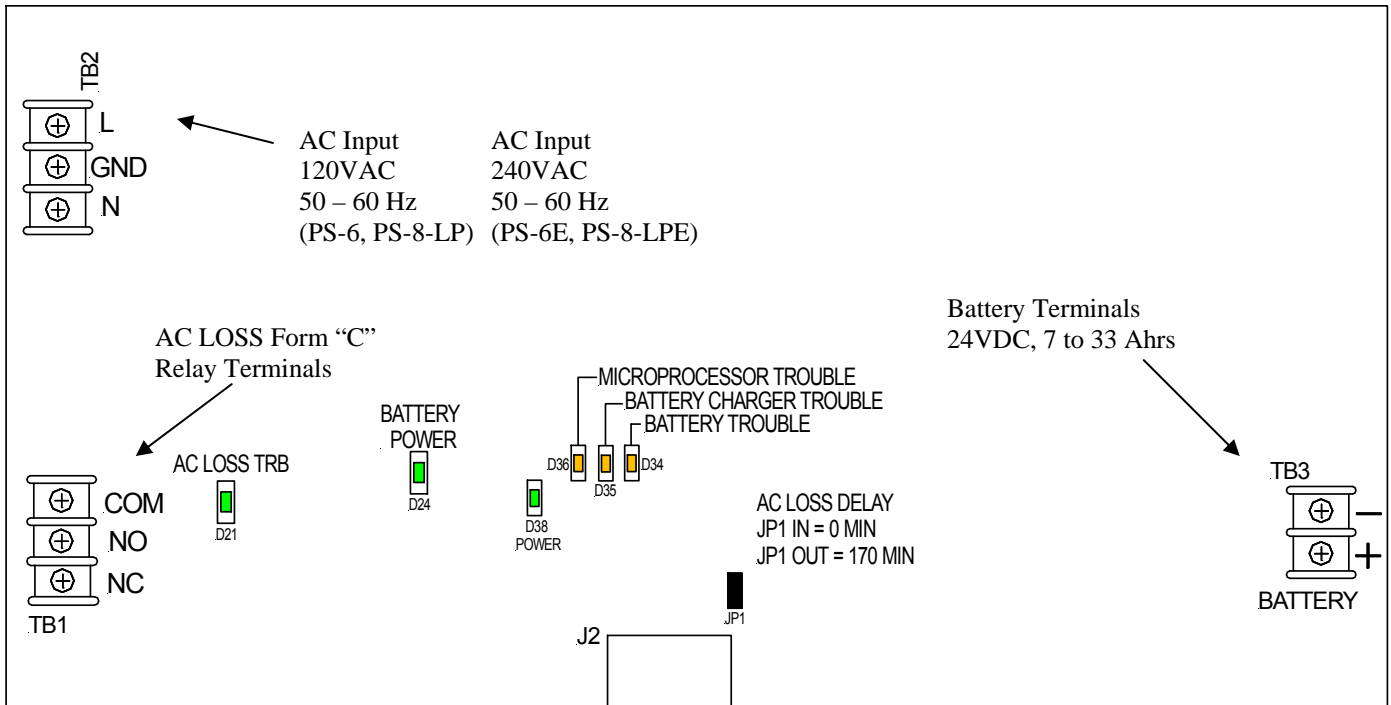 TB2
L
GND
N
AC Input
120VAC
50 – 60 Hz
(PS-6, PS-8-LP)
AC Input
240VAC
50 – 60 Hz
(PS-6E, PS-8-LPE)
AC LOSS Form “C”
Relay Terminals
Battery Terminals
24VDC, 7 to 33 Ahrs
MICROPROCESSOR TROUBLE
BATTERY CHARGER TROUBLE
BATTERY TROUBLE
D36
D35
D34
BATTERY
POWER
D24
AC LOSS TRB
D21
D38
POWER
COM
NO
NC
TB1
AC LOSS DELAY
JP1 IN = 0 MIN
JP1 OUT = 170 MIN
JP1
J2
TB3
–
+
BATTERY